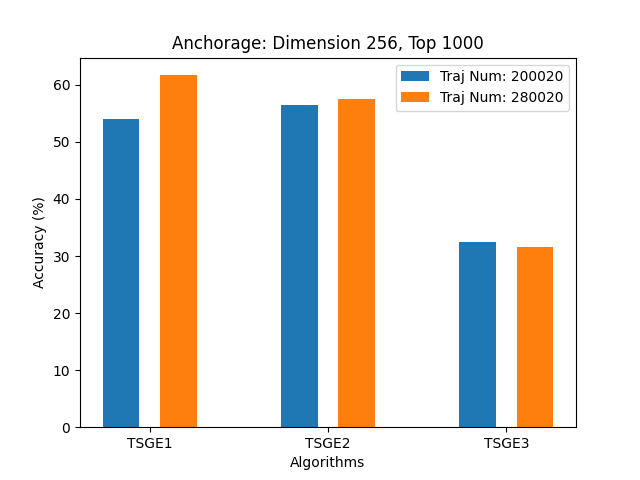 Anchorage: Dimension 256, Top 1000
Traj Num: 200020
Traj Num: 280020
Accuracy (%)
60
50
40
30
20
10
0
TSGE1
TSGE2
TSGE3
Algorithms